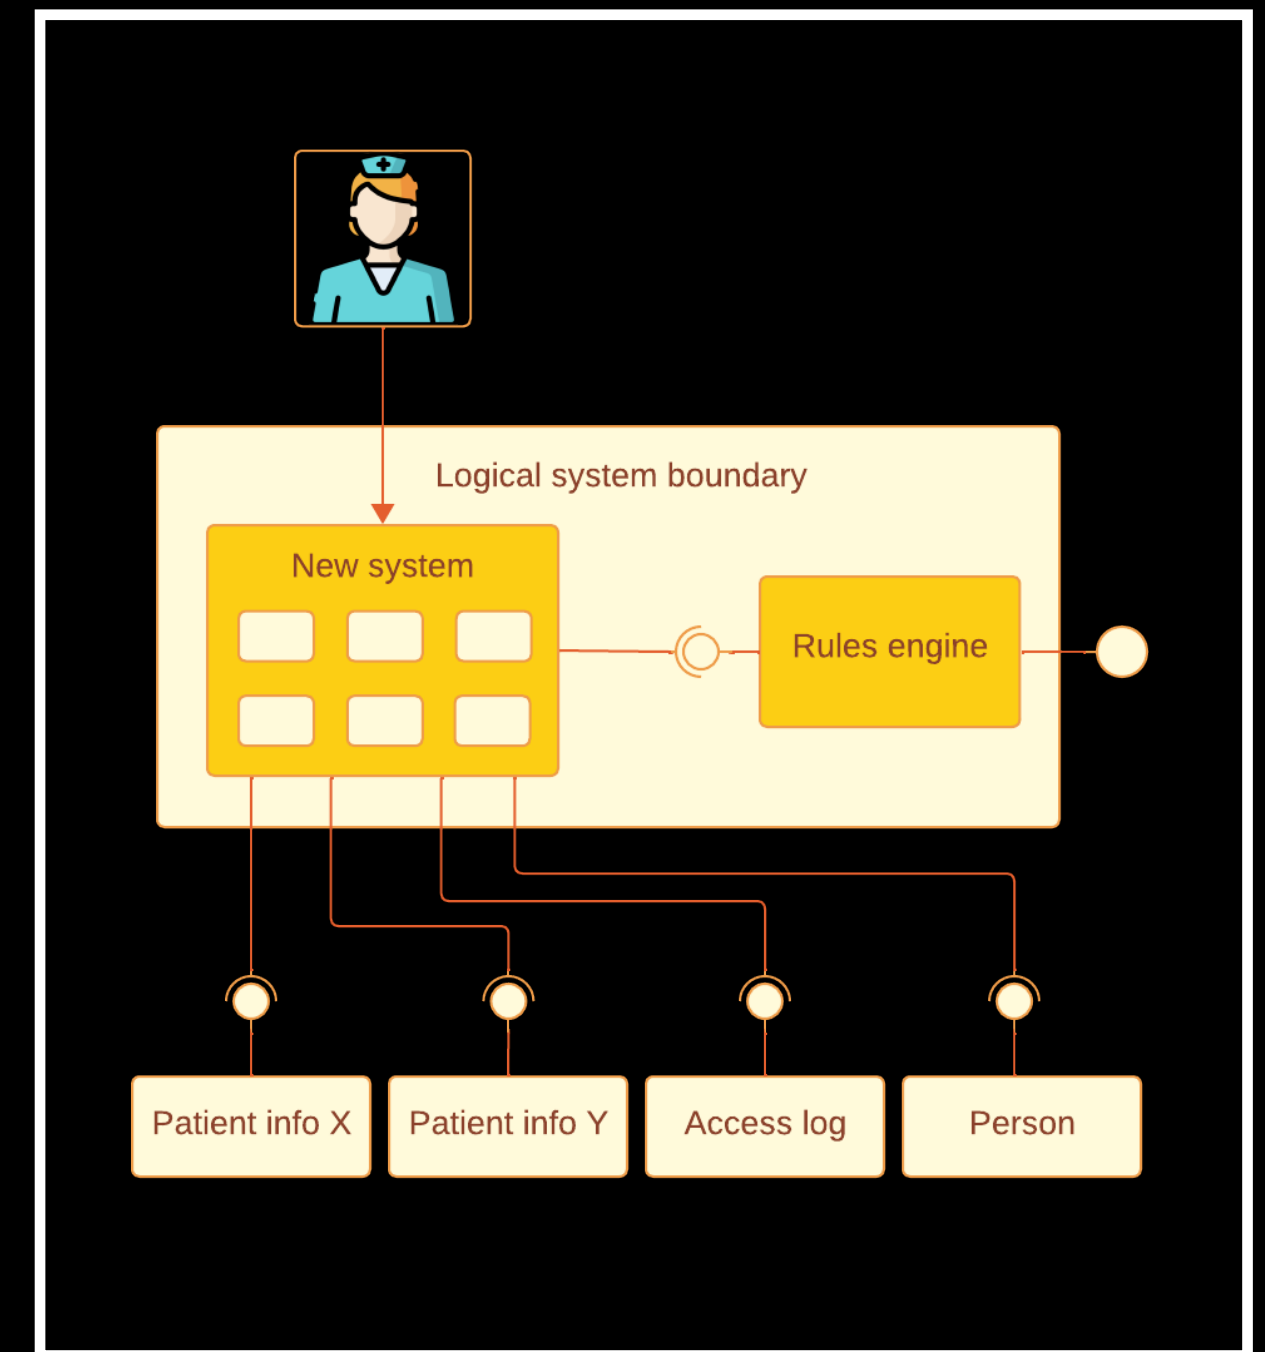 Logical system boundary
New system
Rules engine
Patient info X
Patient info Y
Access log
Person